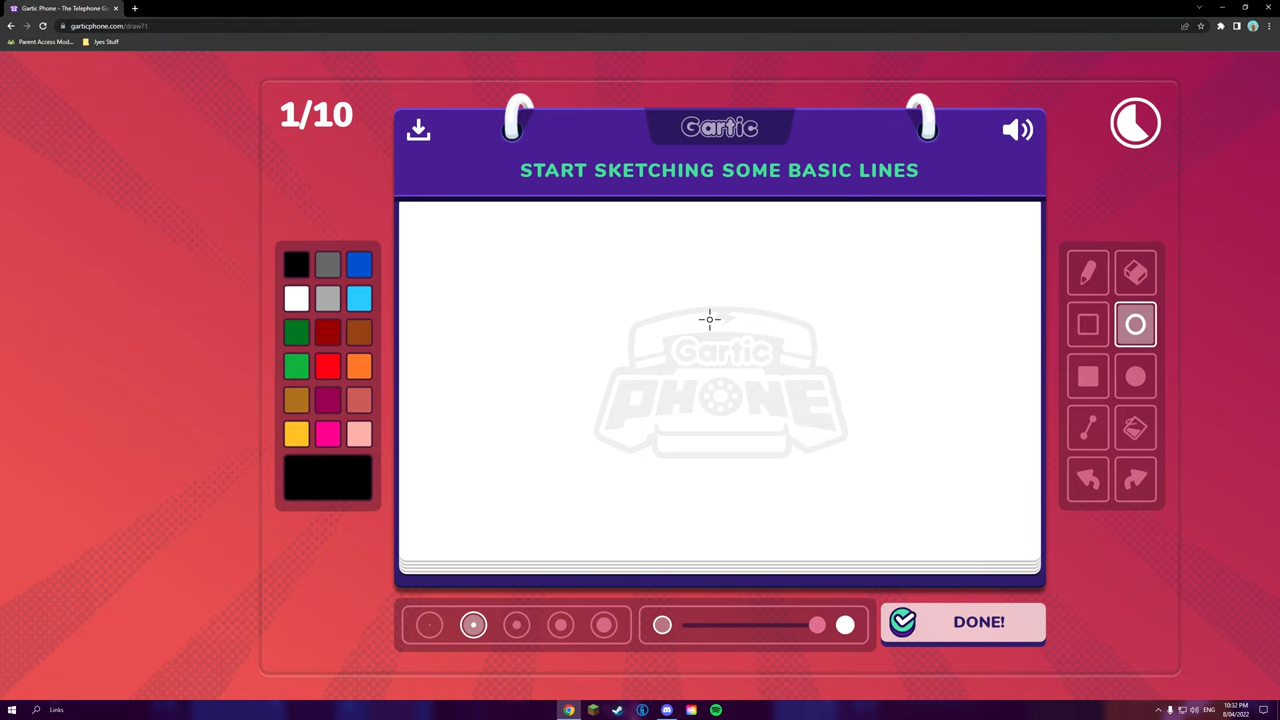 Gartic Phone - The Telephone G
garticphone.com/draw71
Parent Access Mod...
Jyes Stuff
1/10
Gartic
START SKETCHING SOME BASIC LINES
Gartic
PHONE
DONE!
Links
ENG
10:32 PM
8/04/2022